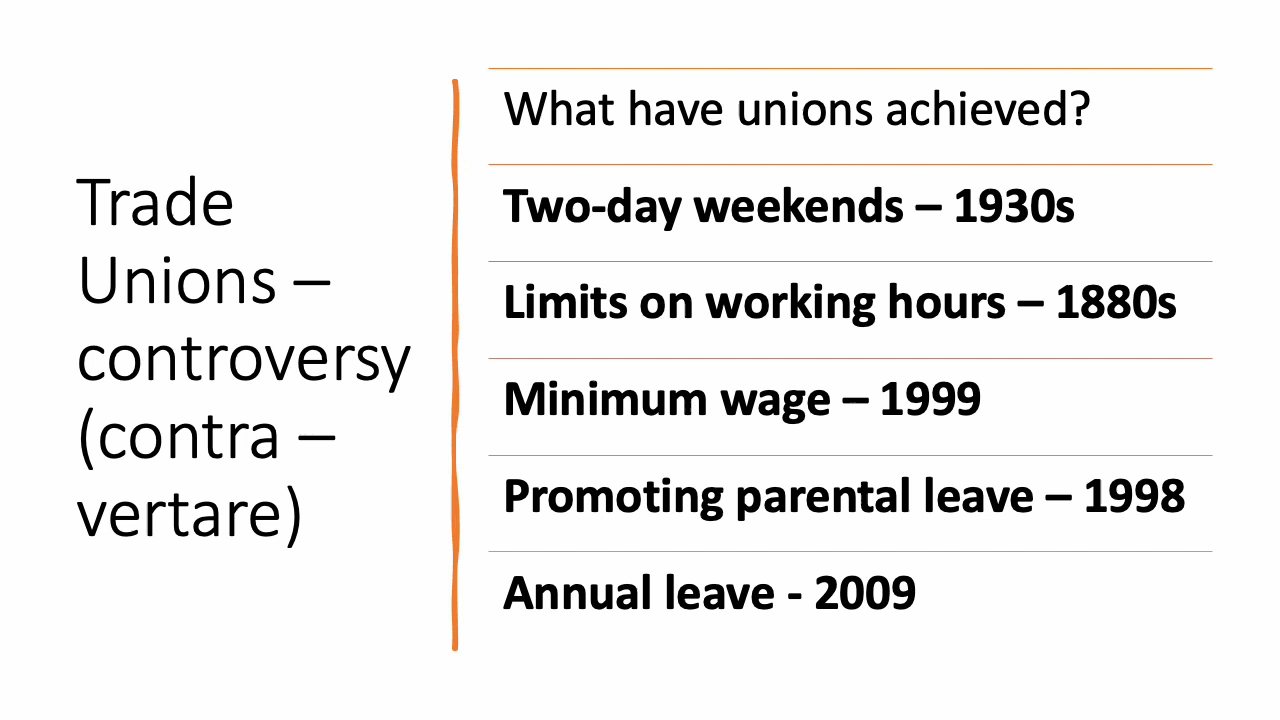 Trade
Unions –
controversy
(contra –
vertare)
What have unions achieved?
Two-day weekends – 1930s
Limits on working hours – 1880s
Minimum wage – 1999
Promoting parental leave – 1998
Annual leave - 2009